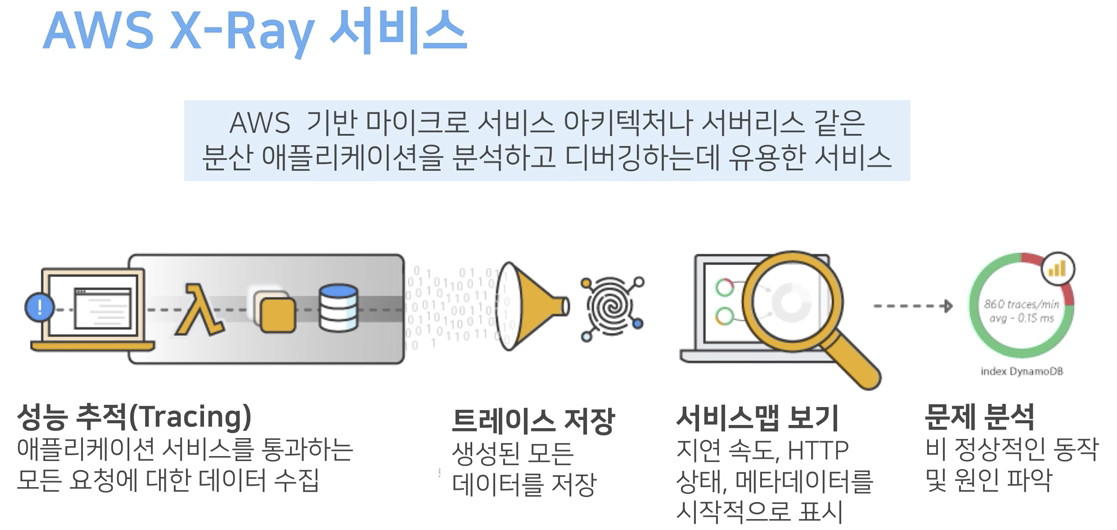 AWS X-Ray 서비스
AWS 기반 마이크로 서비스 아키텍처나 서버리스 같은
분산 애플리케이션을 분석하고 디버깅하는데 유용한 서비스
성능 추적(Tracing)
애플리케이션 서비스를 통과하는
모든 요청에 대한 데이터 수집
트레이스 저장
생성된 모든
데이터를 저장
서비스맵 보기
지연 속도, HTTP
상태, 메타데이터를
시작적으로 표시
860 traces/min
avg - 0.15 ms
index DynamoDB
문제 분석
비 정상적인 동작
및 원인 파악